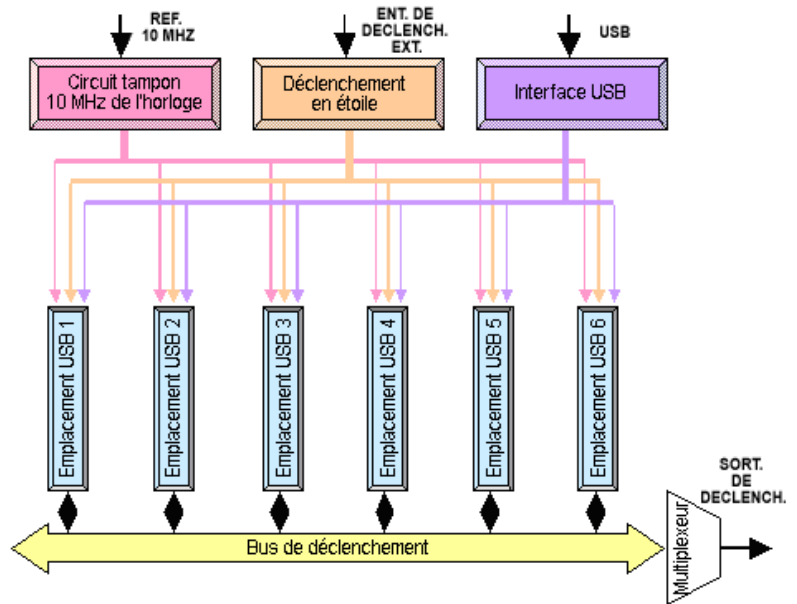 REF.
10 MHZ
ENT. DE
DECLENCH.
EXT.
USB
Circuit tampon
10 MHz de l'horloge
Déclenchement
en étoile
Interface USB
Emplacement USB 1
Emplacement USB 2
Emplacement USB 3
Emplacement USB 4
Emplacement USB 5
Emplacement USB 6
SORT.
DE
DECLENCH.
Bus de déclenchement
Multiplexeur